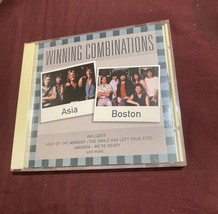 WINNING COMBINATIONS
Asia
Boston
INCLUDES:
HEAT OF THE MOMENT • THE SMILE HAS LEFT YOUR EYES
AMANDA • WE'RE READY
AND MORE